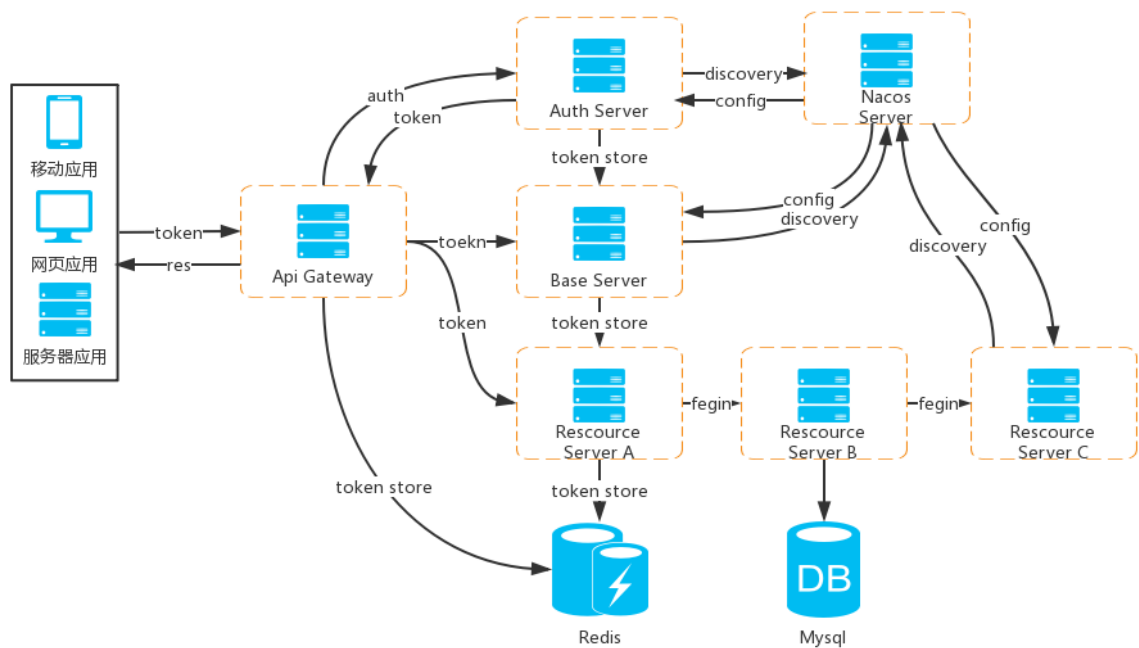 移动应用
网页应用
服务器应用
token
res
Api Gateway
auth
token
toekn
token
token store
Auth Server
token store
Base Server
token store
Rescource
Server A
token store
Redis
discovery
config
Nacos
Server
config
discovery
discovery
config
fegin
Rescource
Server B
fegin
Rescource
Server C
DB
Mysql